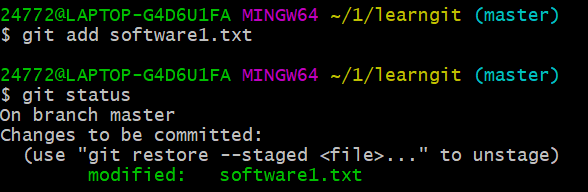 24772@LAPTOP-G4D6U1FA MINGW64 ~/1/learngit (master)
$ git add software1.txt
24772@LAPTOP-G4D6U1FA MINGW64 ~/1/learngit (master)
$ git status
On branch master
Changes to be committed:
  (use "git restore --staged <file>..." to unstage)
        modified:   software1.txt